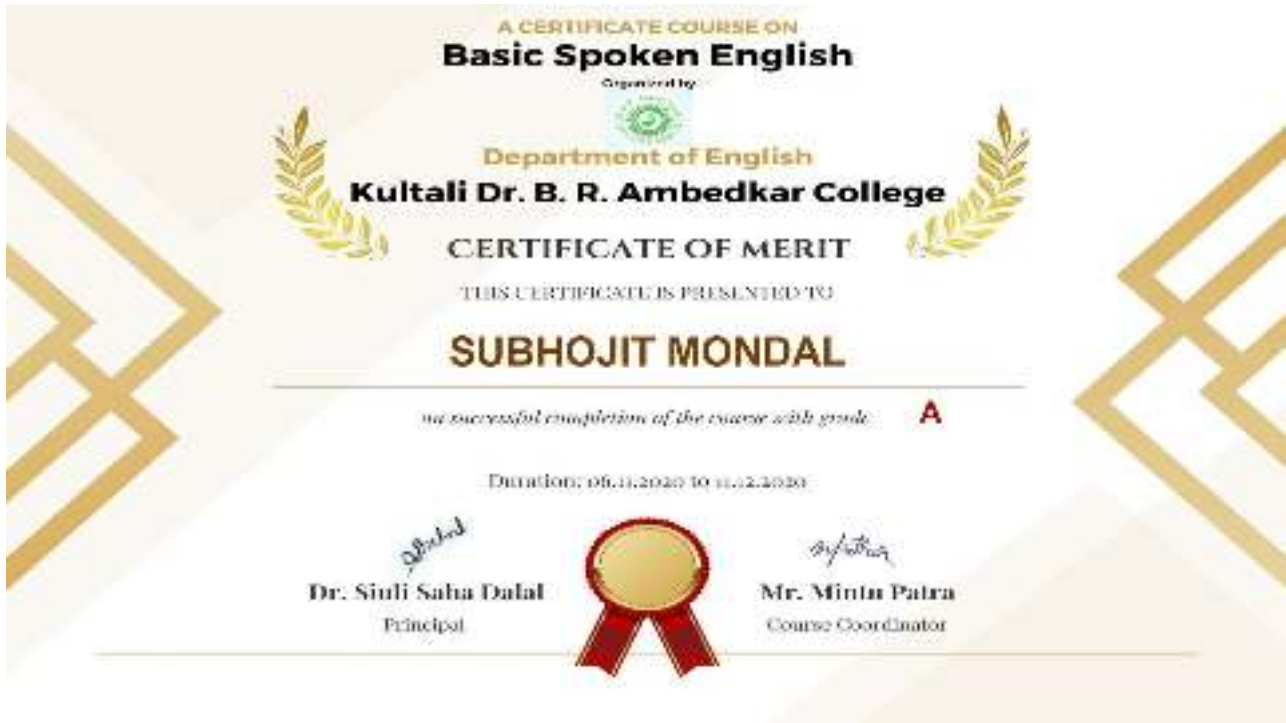 A CERTIFICATE COURSE ON
Basic Spoken English
Organized by
Department of English
Kultali Dr. B. R. Ambedkar College
CERTIFICATE OF MERIT
THIS CERTIFICATE IS PRESENTED TO
SUBHOJIT MONDAL
on successful completion of the course with grade A
Duration: 06.11.2020 to 11.12.2020
Dr. Siuli Saha Dalal Mr. Mintu Patra
Principal Course Coordinator